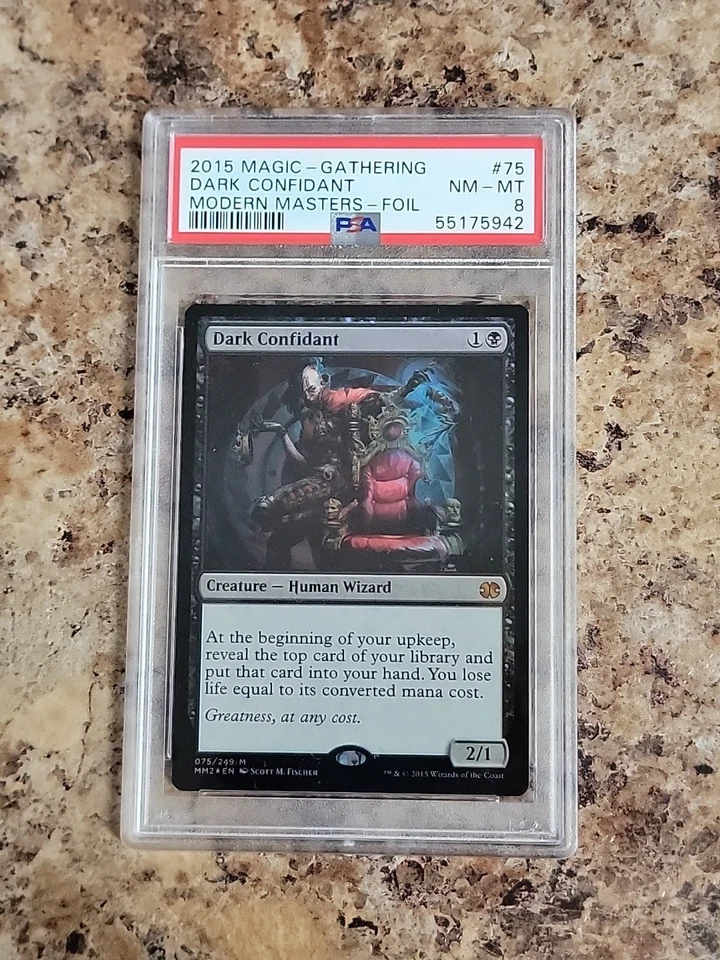 2015 MAGIC - GATHERING #75
DARK CONFIDANT NM - MT
MODERN MASTERS - FOIL 8
PSA 55175942
Dark Confidant 1
Creature — Human Wizard
At the beginning of your upkeep,
reveal the top card of your library and
put that card into your hand. You lose
life equal to its converted mana cost.
Greatness, at any cost.
2/1
075/249 M
MM2★EN Scott M. Fischer ™ & © 2015 Wizards of the Coast